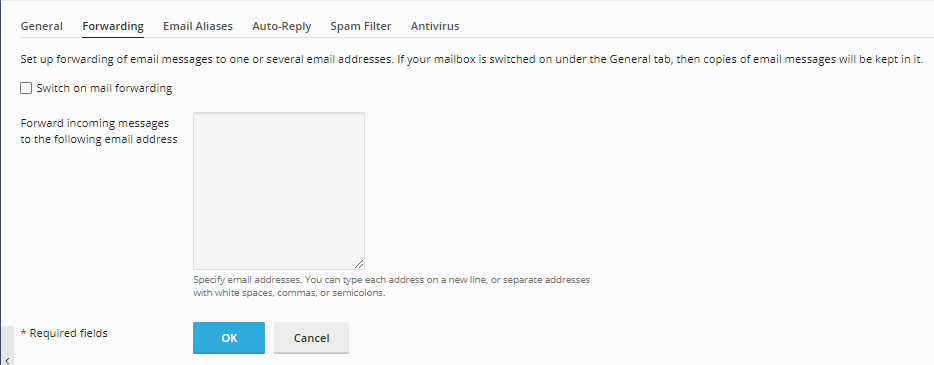 General Forwarding Email Aliases Auto-Reply Spam Filter Antivirus
Set up forwarding of email messages to one or several email addresses. If your mailbox is switched on under the General tab, then copies of email messages will be kept in it.
Switch on mail forwarding
Forward incoming messages
to the following email address
Specify email addresses. You can type each address on a new line, or separate addresses
with white spaces, commas, or semicolons.
* Required fields
OK Cancel